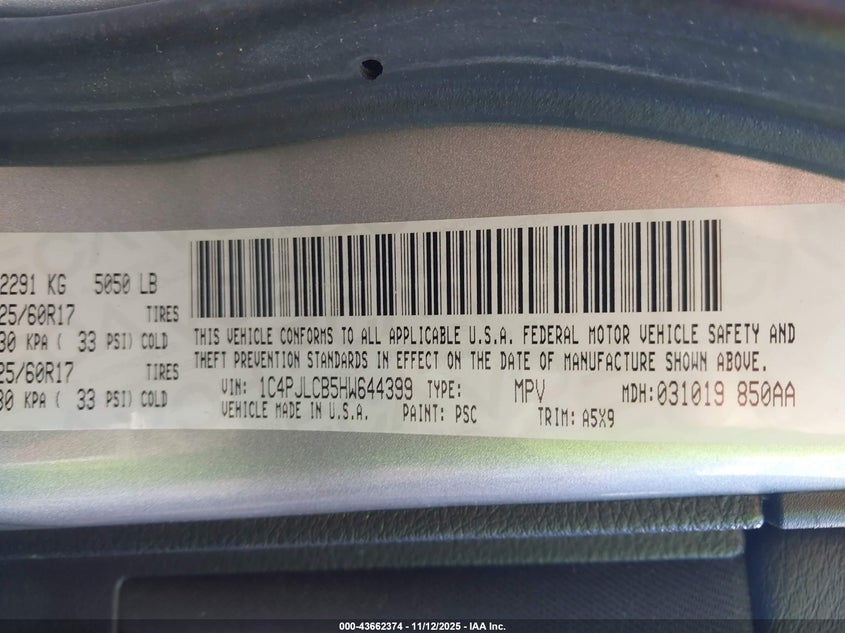 2291 KG 5050 LB
25/60R17 TIRES
30 KPA ( 33 PSI) COLD
25/60R17 TIRES
30 KPA ( 33 PSI) COLD
THIS VEHICLE CONFORMS TO ALL APPLICABLE U.S.A. FEDERAL MOTOR VEHICLE SAFETY AND
THEFT PREVENTION STANDARDS IN EFFECT ON THE DATE OF MANUFACTURE SHOWN ABOVE.
VIN: 1C4PJLCB5HW644399 TYPE: MPV MDH:031019 850AA
VEHICLE MADE IN U.S.A. PAINT: PSC TRIM: A5X9
000-43662374 - 11/12/2025 - IAA Inc.